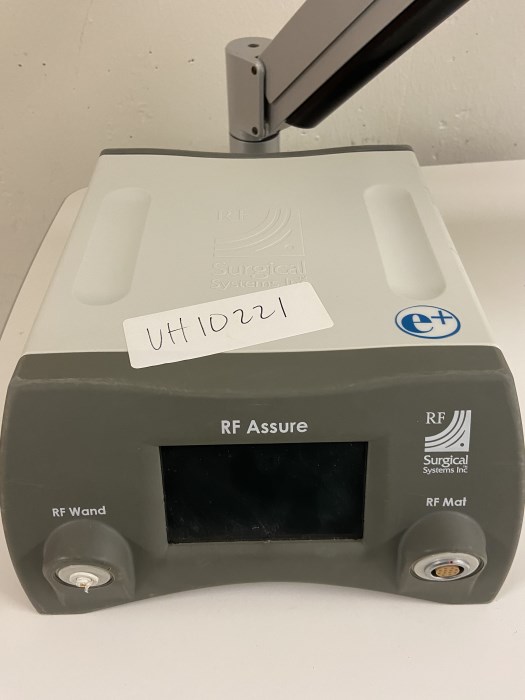 RF
Surgical
Systems Inc
UH10221
e+
RF Assure
RF
Surgical
Systems Inc
RF Wand
RF Mat